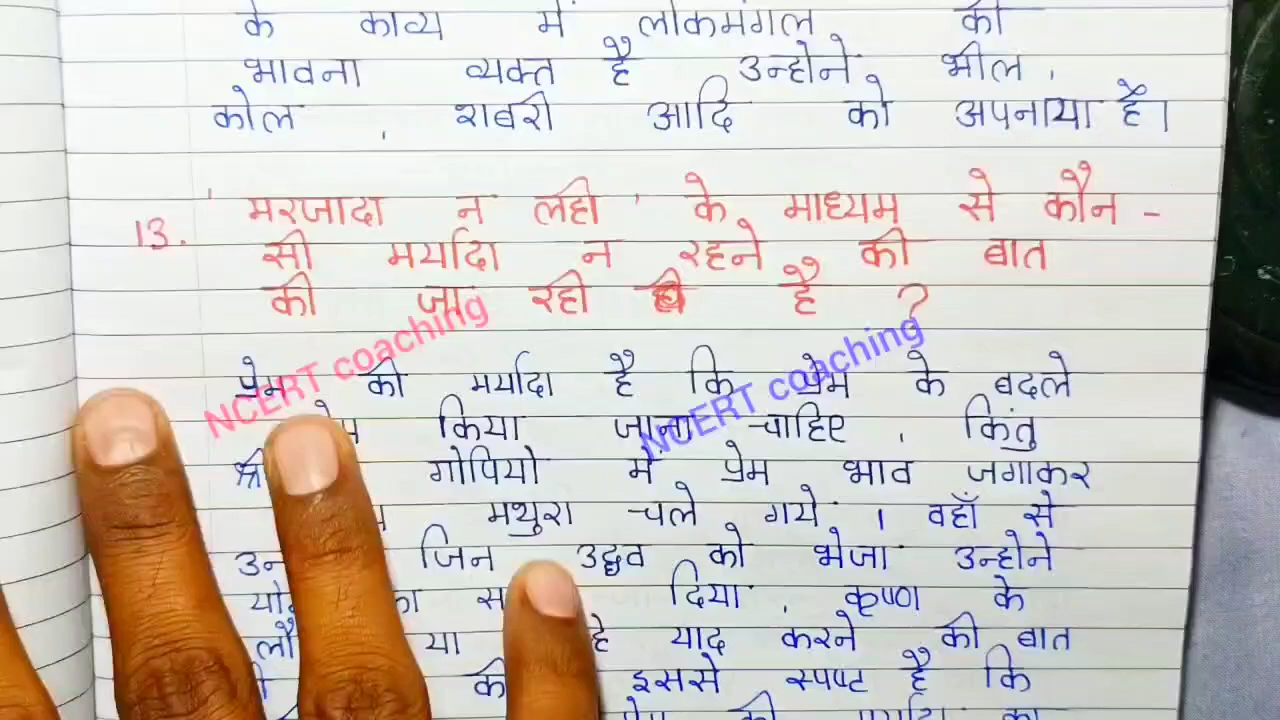 के काव्य में लोकमंगल की
भावना व्यक्त है उन्होने भील ,
कोल , शबरी आदि को अपनाया है।
13. 'मरजादा न लही' के माध्यम से कौन -
सी मर्यादा न रहने की बात
की जा रही है ?
प्रेम की मर्यादा है कि प्रेम के बदले
किया जाना चाहिए , किंतु
गोपियो में प्रेम भाव जगाकर
मथुरा चले गये । वहाँ से
जिन उद्धव को भेजा उन्होने
दिया , कृष्ण के
या याद करने की बात
इससे स्पष्ट है कि
NCERT coaching
NCERT coaching